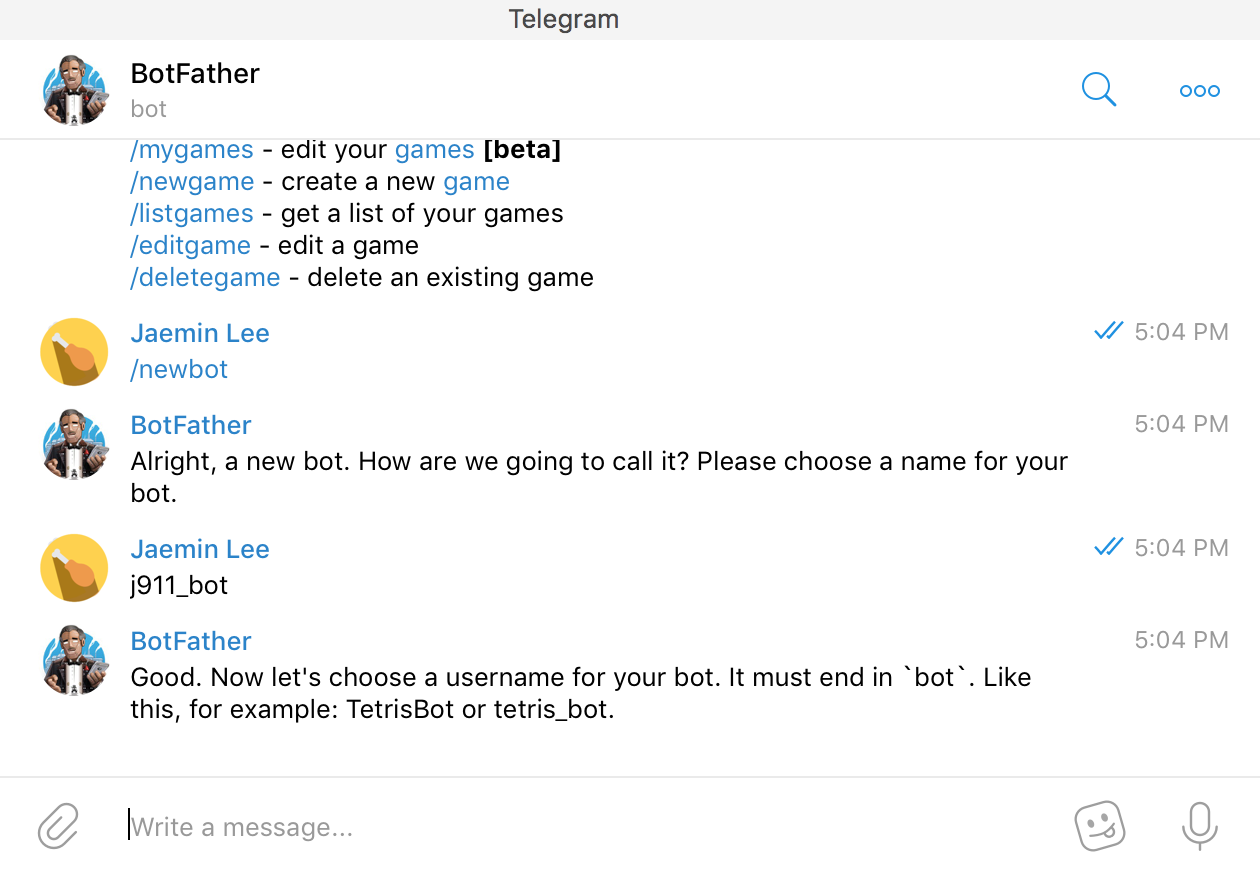 Telegram
BotFather
bot
/mygames - edit your games [beta]
/newgame - create a new game
/listgames - get a list of your games
/editgame - edit a game
/deletegame - delete an existing game
Jaemin Lee
5:04 PM
/newbot
BotFather
5:04 PM
Alright, a new bot. How are we going to call it? Please choose a name for your
bot.
Jaemin Lee
5:04 PM
j911_bot
BotFather
5:04 PM
Good. Now let's choose a username for your bot. It must end in `bot`. Like
this, for example: TetrisBot or tetris_bot.
Write a message...